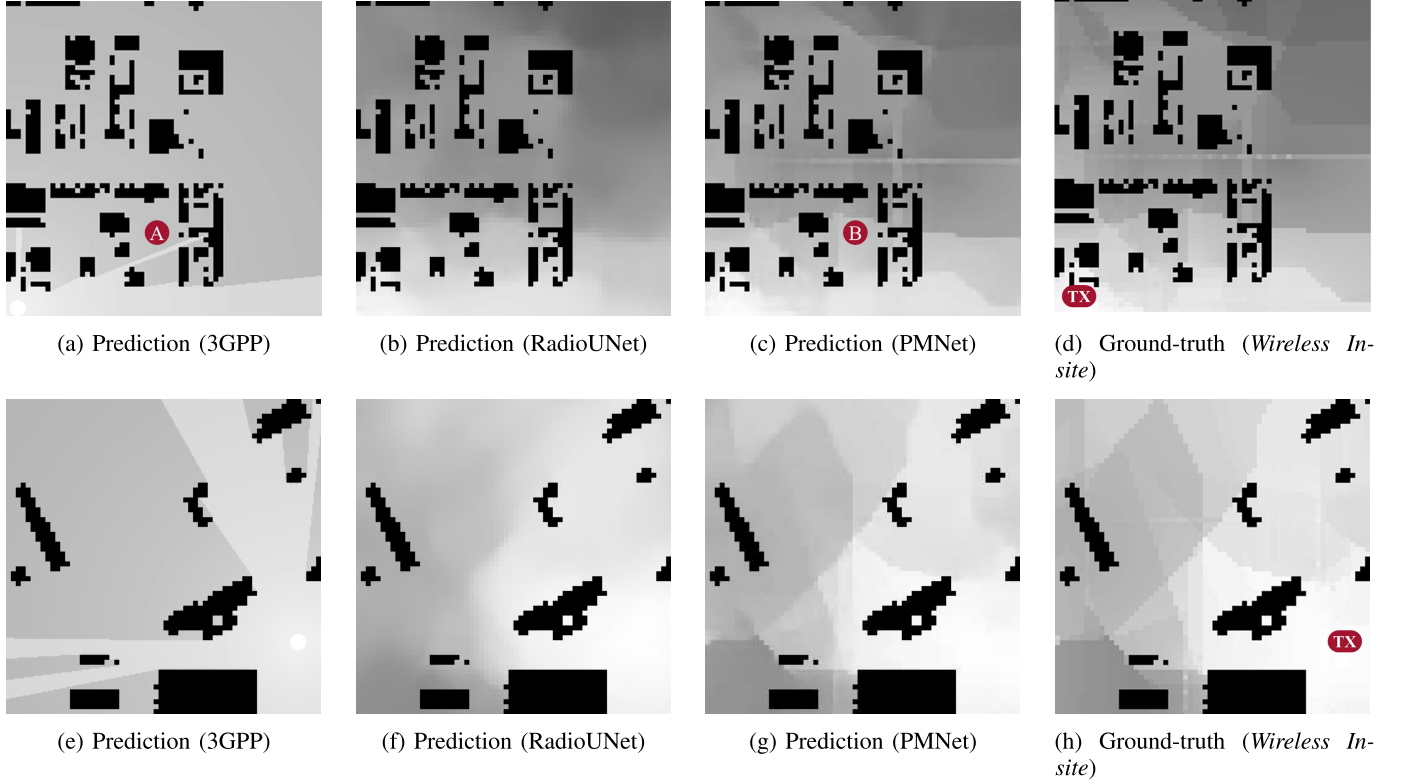 A
B
TX
(a) Prediction (3GPP)
(b) Prediction (RadioUNet)
(c) Prediction (PMNet)
(d) Ground-truth (Wireless In-
site)
TX
(e) Prediction (3GPP)
(f) Prediction (RadioUNet)
(g) Prediction (PMNet)
(h) Ground-truth (Wireless In-
site)